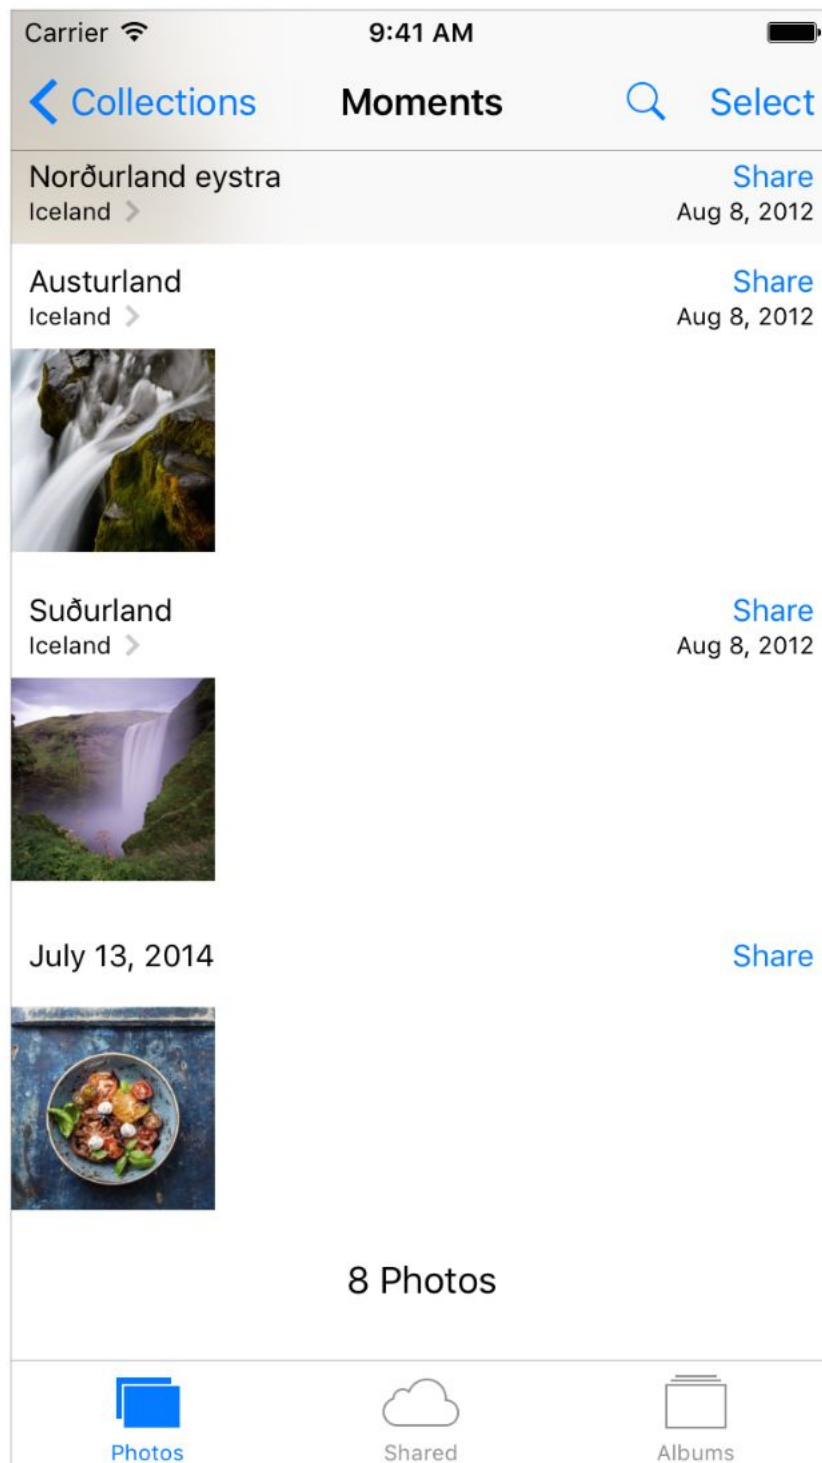 Carrier 9:41 AM
Collections Moments Select
Norðurland eystra Share
Iceland Aug 8, 2012
Austurland Share
Iceland Aug 8, 2012
Suðurland Share
Iceland Aug 8, 2012
July 13, 2014 Share
8 Photos
Photos Shared Albums